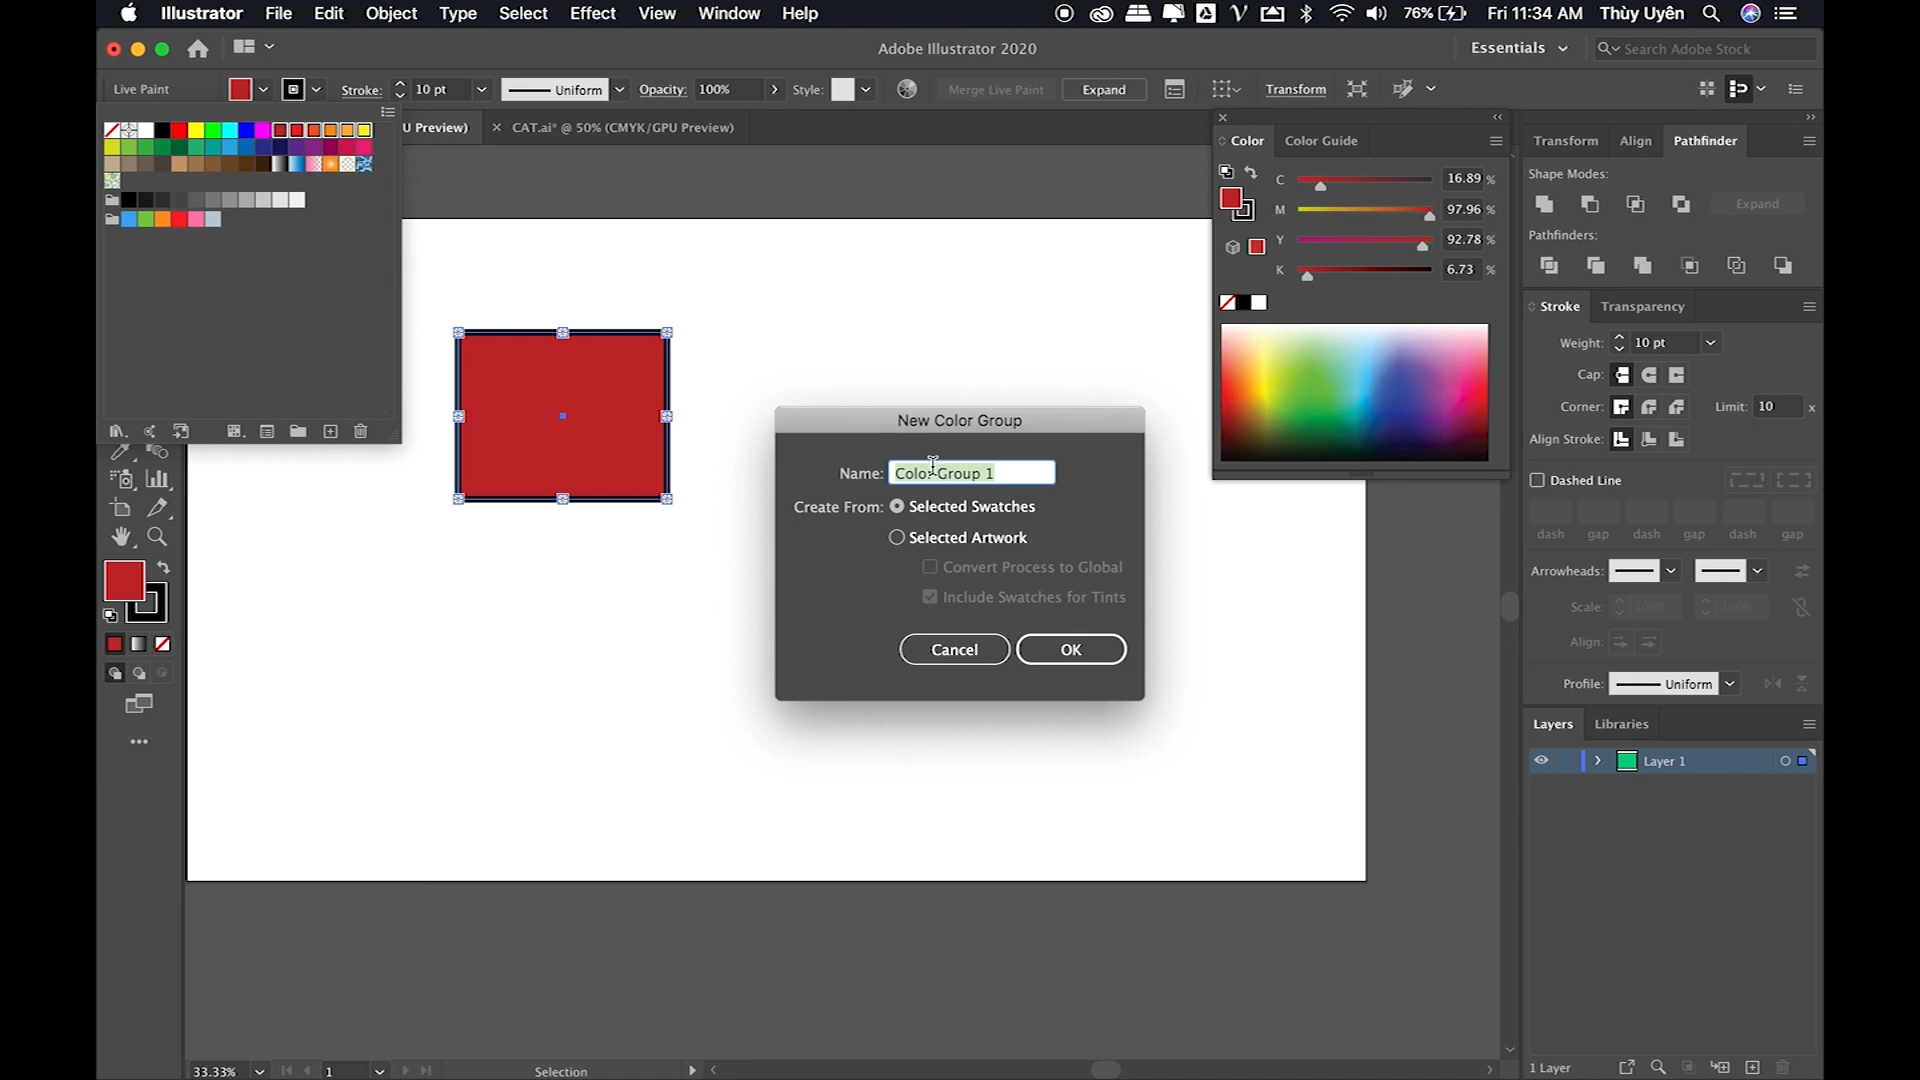 Illustrator File Edit Object Type Select Effect View Window Help 76% Fri 11:34 AM Thùy Uyên
Adobe Illustrator 2020 Essentials Search Adobe Stock
Live Paint Stroke: 10 pt Uniform Opacity: 100% Style: Merge Live Paint Expand Transform
U Preview) × CAT.ai* @ 50% (CMYK/GPU Preview)
Color Color Guide
C 16.89 %
M 97.96 %
Y 92.78 %
K 6.73 %
Transform Align Pathfinder
Shape Modes:
Expand
Pathfinders:
Stroke Transparency
Weight: 10 pt
Cap:
Corner: Limit: 10 x
Align Stroke:
Dashed Line
dash gap dash gap dash gap
Arrowheads:
Scale: 100% 100%
Align:
Profile: Uniform
New Color Group
Name: Color Group 1
Create From: Selected Swatches
Selected Artwork
Convert Process to Global
Include Swatches for Tints
Cancel OK
Layers Libraries
Layer 1
33.33% 1 Selection
1 Layer